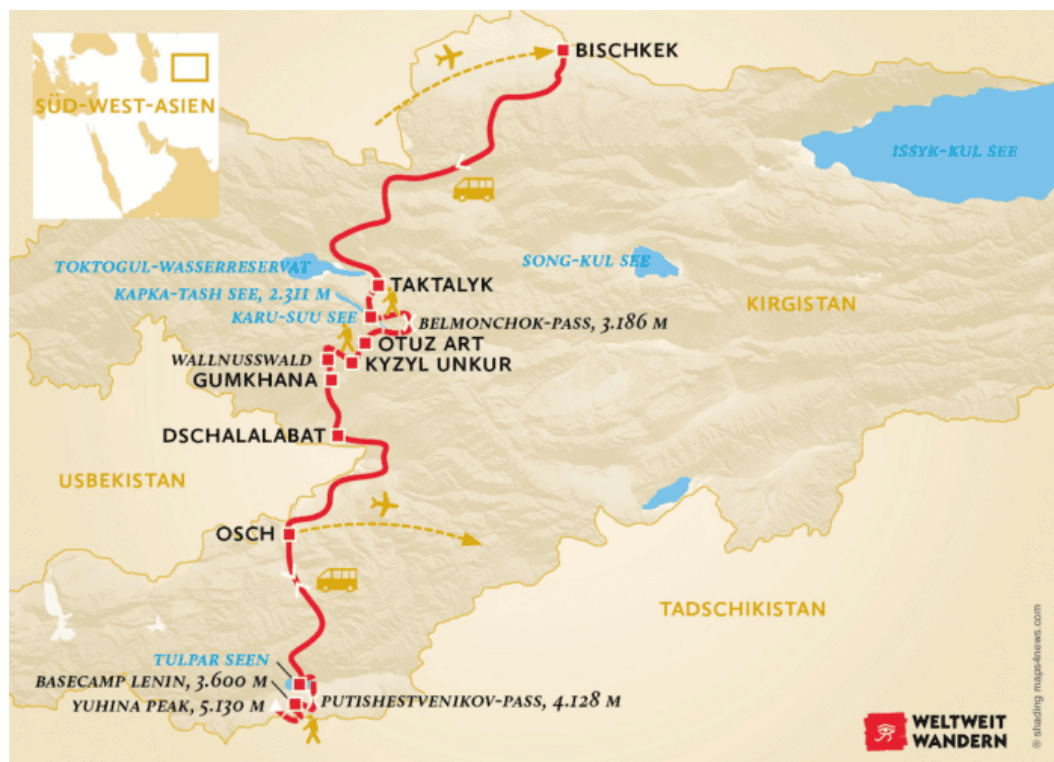 BISCHKEK
SÜD-WEST-ASIEN
ISSYK-KUL SEE
TOKTOGUL-WASSERRESERVAT
SONG-KUL SEE
TAKTALYK
KAPKA-TASH SEE, 2.311 M
KIRGISTAN
KARU-SUU SEE
BELMONCHOK-PASS, 3.186 M
OTUZ ART
WALLNUSSWALD
KYZYL UNKUR
GUMKHANA
DSCHALALABAT
USBEKISTAN
OSCH
TADSCHIKISTAN
TULPAR SEEN
BASECAMP LENIN, 3.600 M
YUHINA PEAK, 5.130 M
PUTISHESTVENIKOV-PASS, 4.128 M
WELTWEIT
WANDERN
® shading maps4news.com